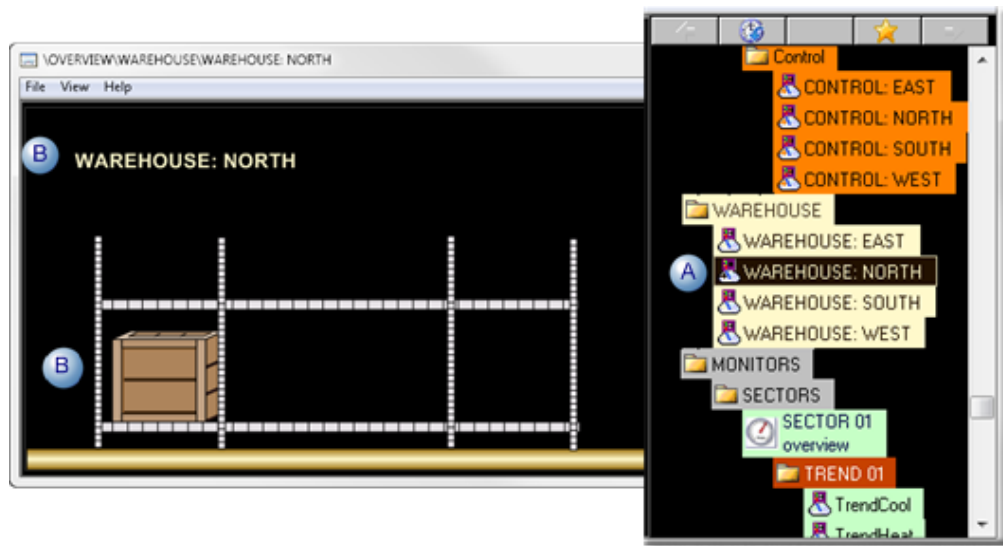 \OVERVIEW\WAREHOUSE\WAREHOUSE: NORTH
File View Help
B
WAREHOUSE: NORTH
B
Control
CONTROL: EAST
CONTROL: NORTH
CONTROL: SOUTH
CONTROL: WEST
WAREHOUSE
WAREHOUSE: EAST
A
WAREHOUSE: NORTH
WAREHOUSE: SOUTH
WAREHOUSE: WEST
MONITORS
SECTORS
SECTOR 01
overview
TREND 01
TrendCool
TrendHeat